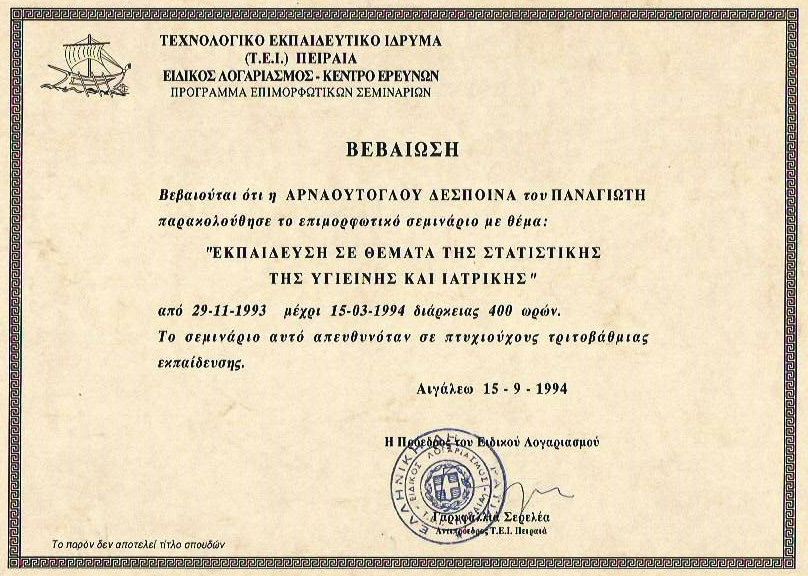 ΤΕΧΝΟΛΟΓΙΚΟ ΕΚΠΑΙΔΕΥΤΙΚΟ ΙΔΡΥΜΑ
(Τ.Ε.Ι.) ΠΕΙΡΑΙΑ
ΕΙΔΙΚΟΣ ΛΟΓΑΡΙΑΣΜΟΣ - ΚΕΝΤΡΟ ΕΡΕΥΝΩΝ
ΠΡΟΓΡΑΜΜΑ ΕΠΙΜΟΡΦΩΤΙΚΩΝ ΣΕΜΙΝΑΡΙΩΝ
ΒΕΒΑΙΩΣΗ
Βεβαιούται ότι η ΑΡΝΑΟΥΤΟΓΛΟΥ ΔΕΣΠΟΙΝΑ του ΠΑΝΑΓΙΩΤΗ
παρακολούθησε το επιμορφωτικό σεμινάριο με θέμα:
"ΕΚΠΑΙΔΕΥΣΗ ΣΕ ΘΕΜΑΤΑ ΤΗΣ ΣΤΑΤΙΣΤΙΚΗΣ
ΤΗΣ ΥΓΙΕΙΝΗΣ ΚΑΙ ΙΑΤΡΙΚΗΣ"
από 29-11-1993 μέχρι 15-03-1994 διάρκειας 400 ωρών.
Το σεμινάριο αυτό απευθυνόταν σε πτυχιούχους τριτοβάθμιας
εκπαίδευσης.
Αιγάλεω 15 - 9 - 1994
Η Πρόεδρος του Ειδικού Λογαριασμού
ΕΙΔΙΚΟΣ ΛΟΓΑΡΙΑΣΜΟΣ
Γαρυφαλλιά Σερελέα
Αντιπρόεδρος Τ.Ε.Ι. Πειραιά
Το παρόν δεν αποτελεί τίτλο σπουδών